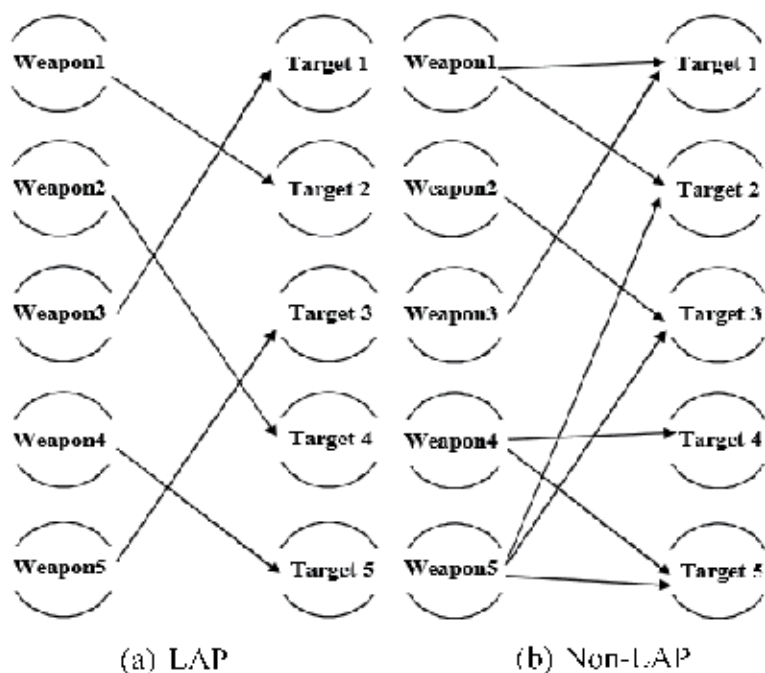 Weapon1 Target 1 Weapon1 Target 1
Weapon2 Target 2 Weapon2 Target 2
Weapon3 Target 3 Weapon3 Target 3
Weapon4 Target 4 Weapon4 Target 4
Weapon5 Target 5 Weapon5 Target 5
(a) LAP (b) Non-LAP